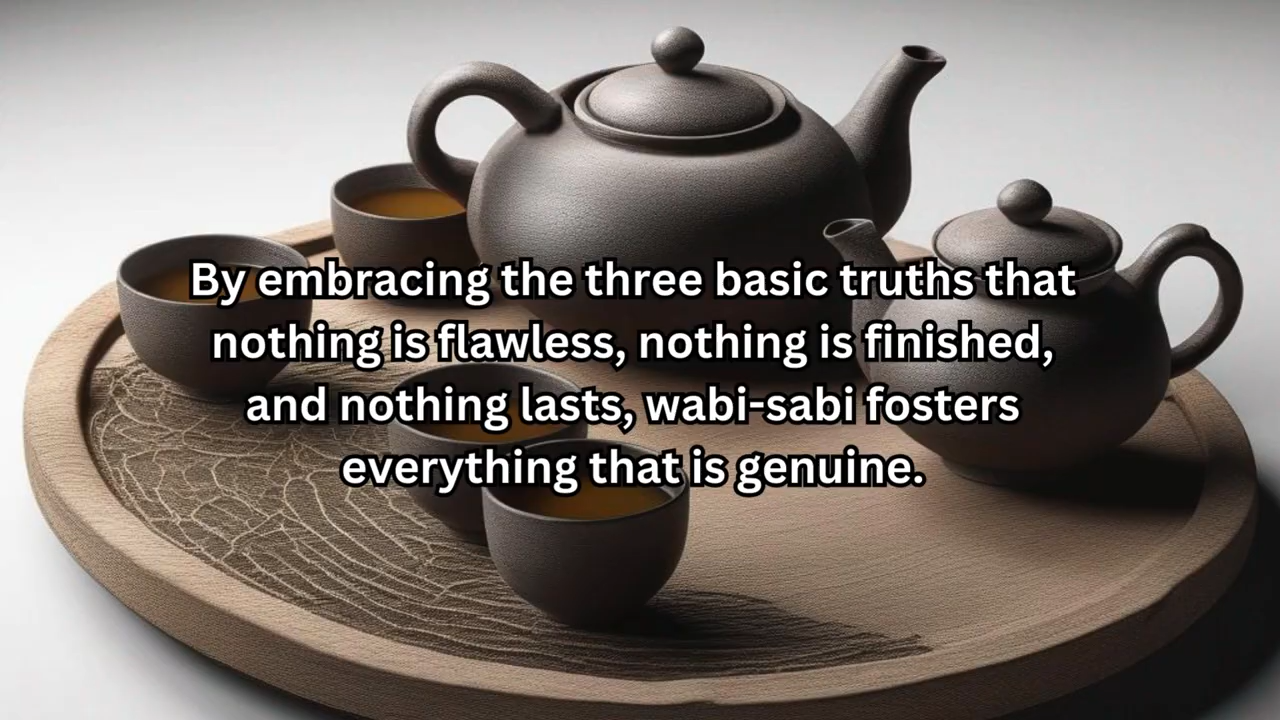 By embracing the three basic truths that
nothing is flawless, nothing is finished,
and nothing lasts, wabi-sabi fosters
everything that is genuine.